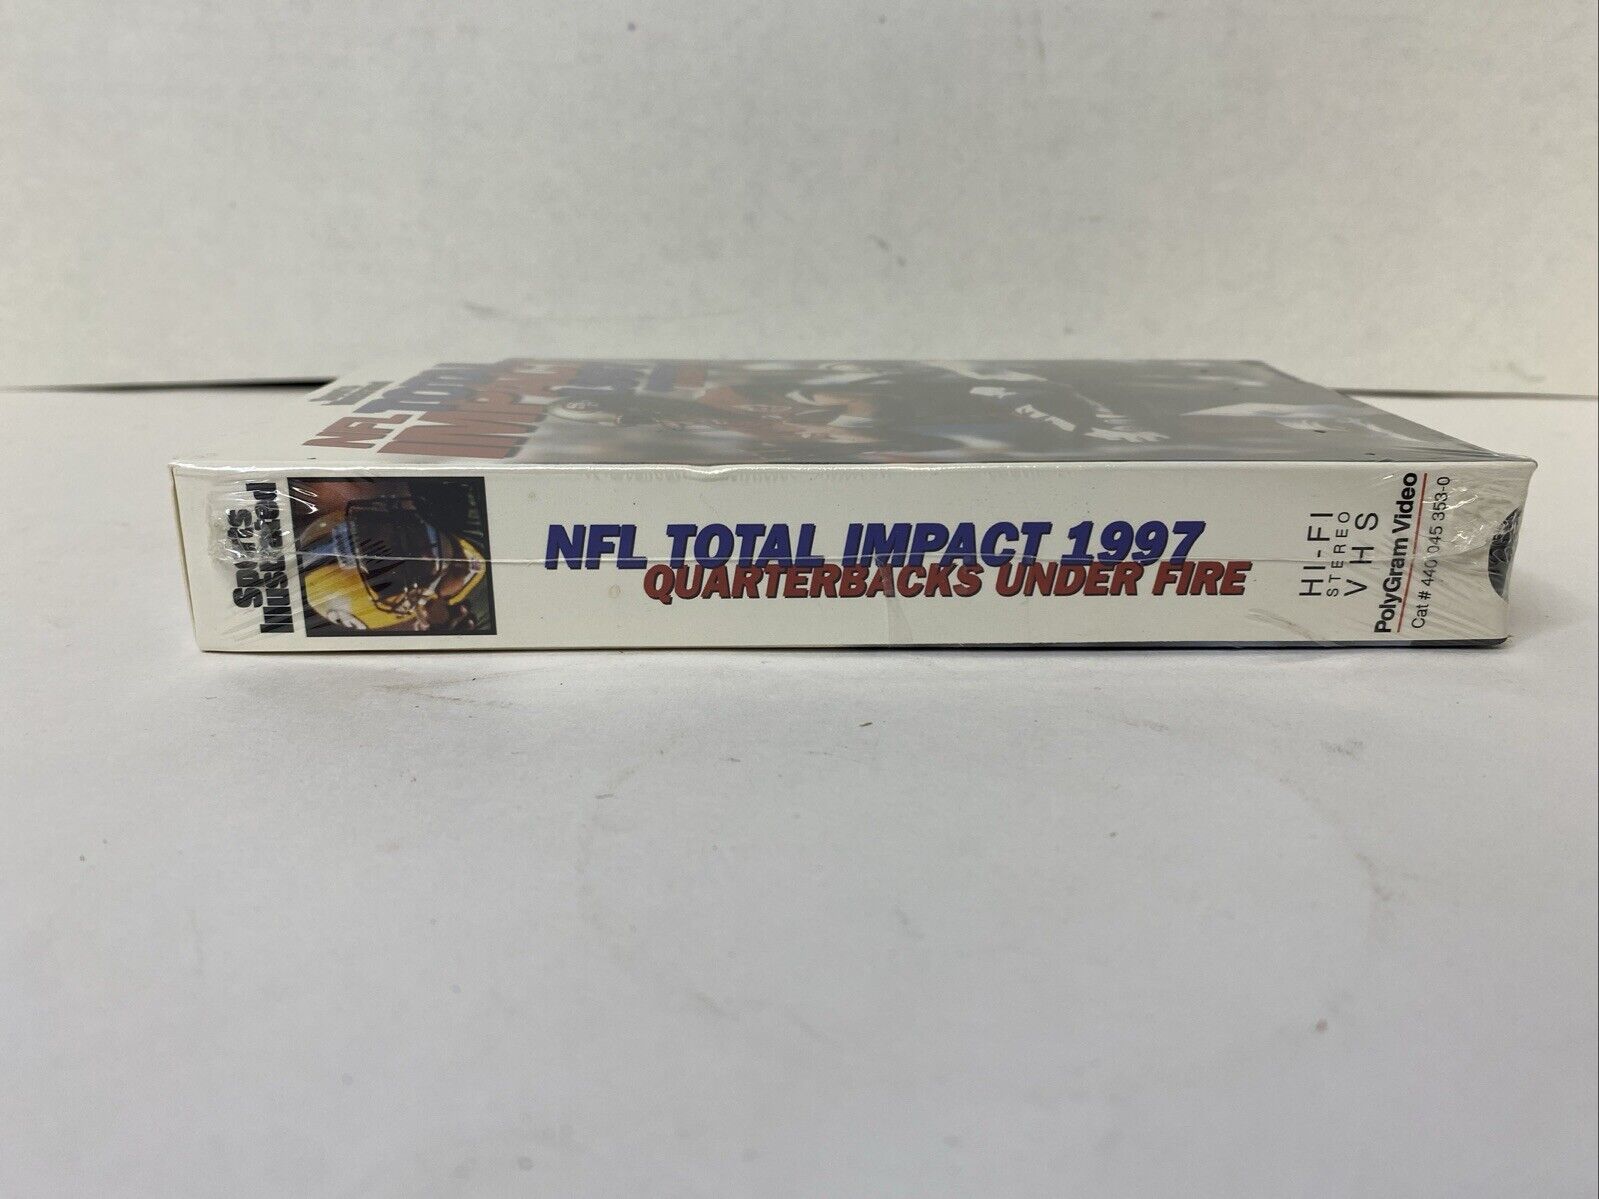 NFL TOTAL
IMPACT
Sports
Illustrated
NFL TOTAL IMPACT 1997
QUARTERBACKS UNDER FIRE
HI-FI
STEREO
VHS
PolyGram Video
Cat # 440 045 353-0